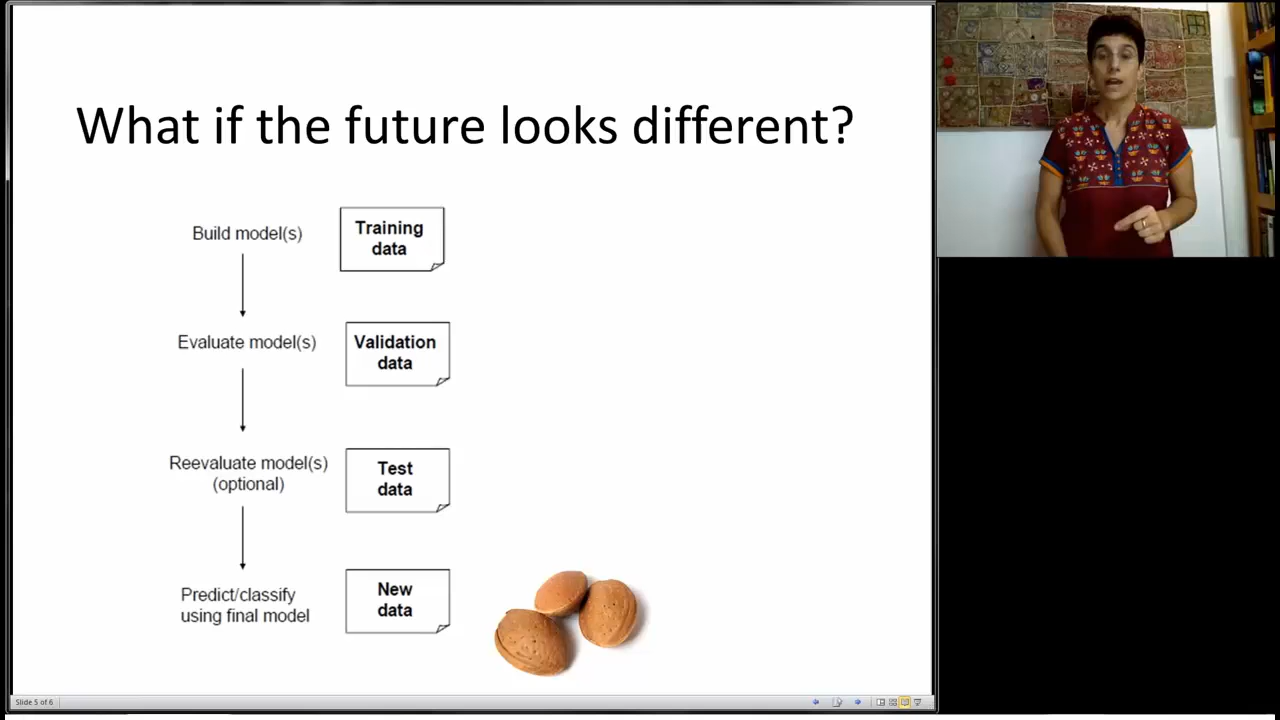 What if the future looks different?
Build model(s)
Training
data
Evaluate model(s)
Validation
data
Reevaluate model(s)
(optional)
Test
data
Predict/classify
using final model
New
data
Slide 5 of 6